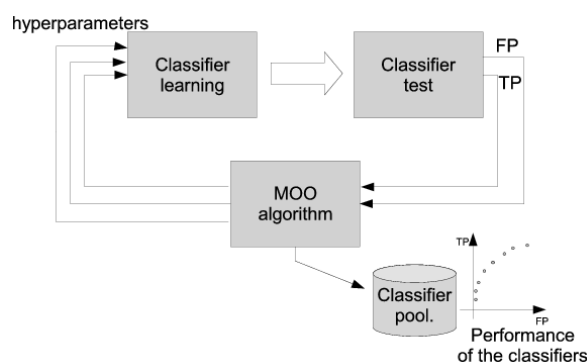 hyperparameters
Classifier
learning
Classifier
test
FP
TP
MOO
algorithm
Classifier
pool.
TP
FP
Performance
of the classifiers